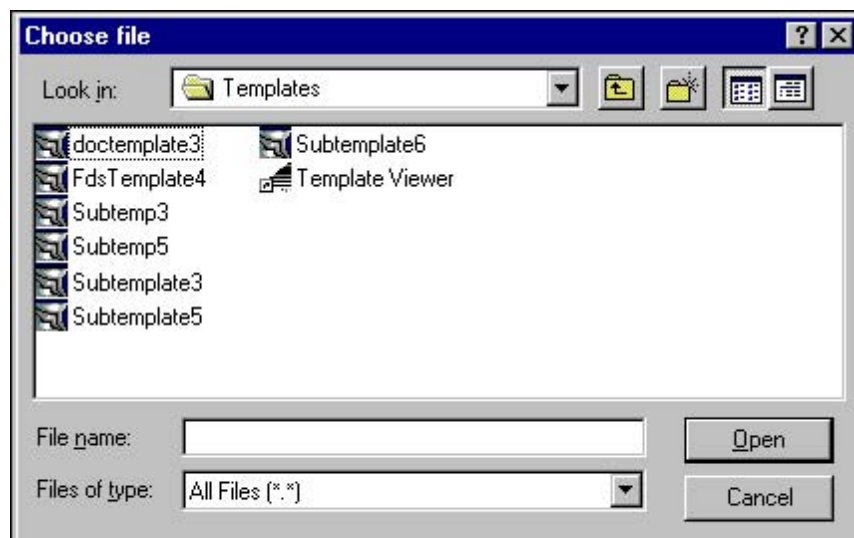 Choose file
Look in: Templates
doctemplate3
FdsTemplate4
Subtemp3
Subtemp5
Subtemplate3
Subtemplate5
Subtemplate6
Template Viewer
File name: Open
Files of type: All Files (*.*) Cancel